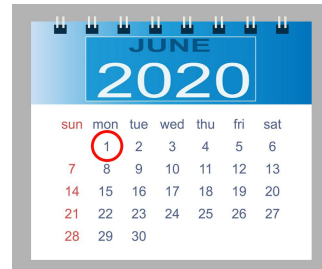 JUNE
2020
sun mon tue wed thu fri sat
1 2 3 4 5 6
7 8 9 10 11 12 13
14 15 16 17 18 19 20
21 22 23 24 25 26 27
28 29 30